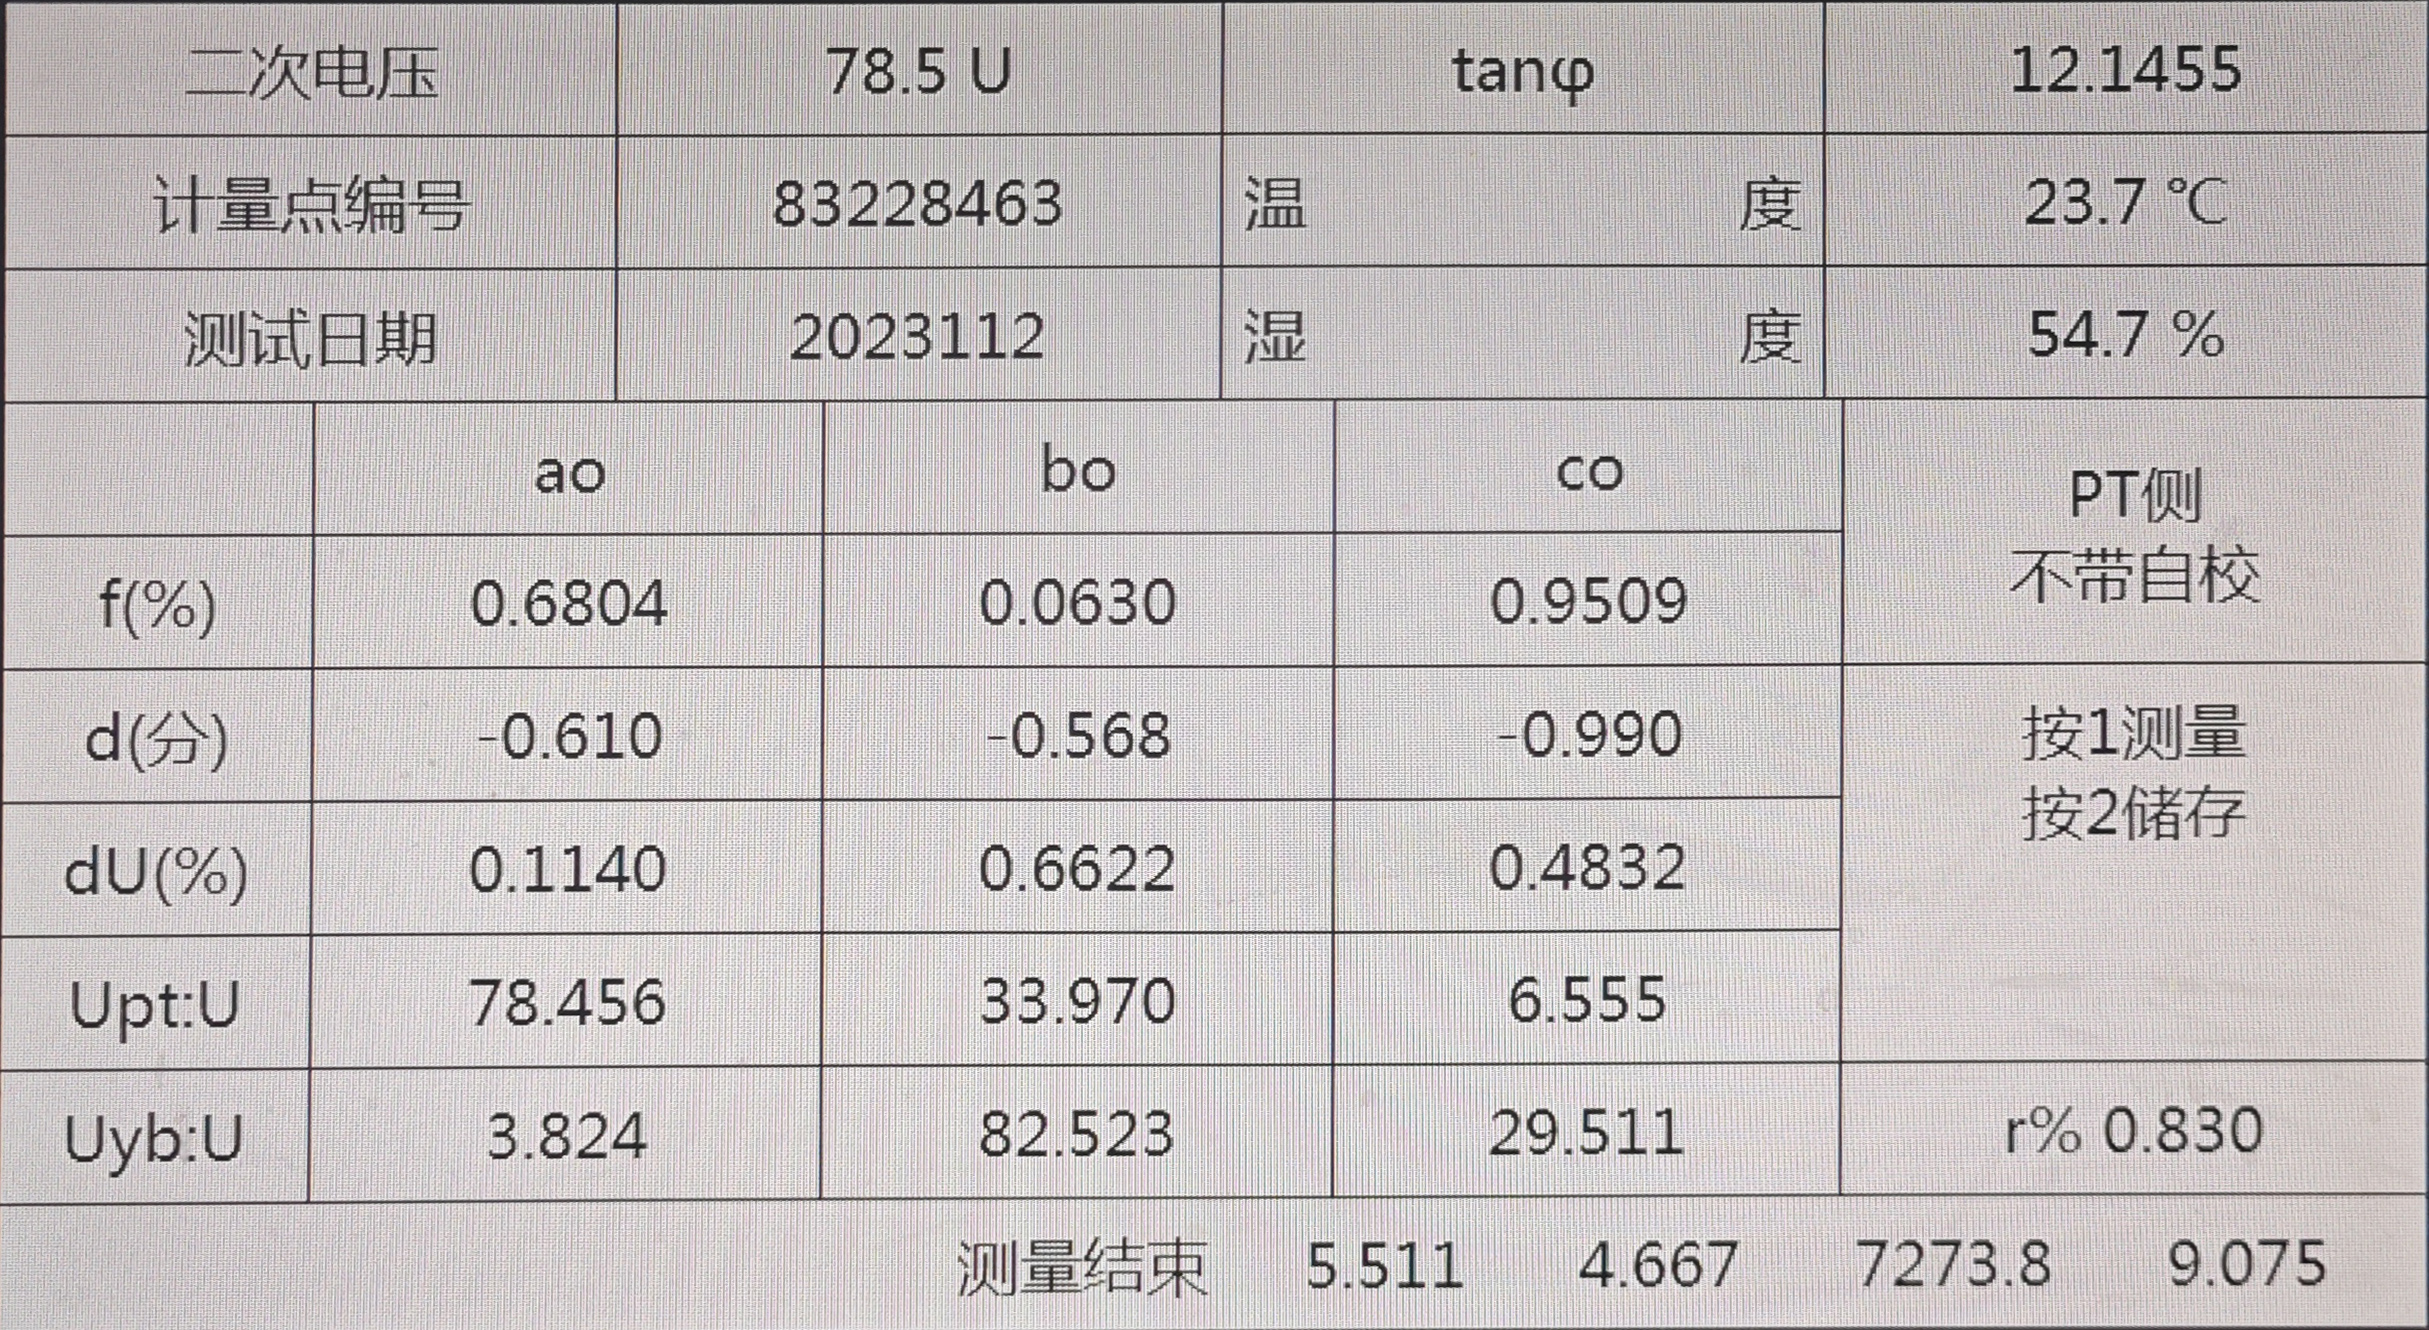 二次电压 78.5 U tanφ 12.1455
计量点编号 83228463 温 度 23.7 ℃
测试日期 2023112 湿 度 54.7 %
ao bo co PT侧
不带自校
f(%) 0.6804 0.0630 0.9509
d(分) -0.610 -0.568 -0.990 按1测量
按2储存
dU(%) 0.1140 0.6622 0.4832
Upt:U 78.456 33.970 6.555
Uyb:U 3.824 82.523 29.511 r% 0.830
测量结束 5.511 4.667 7273.8 9.075